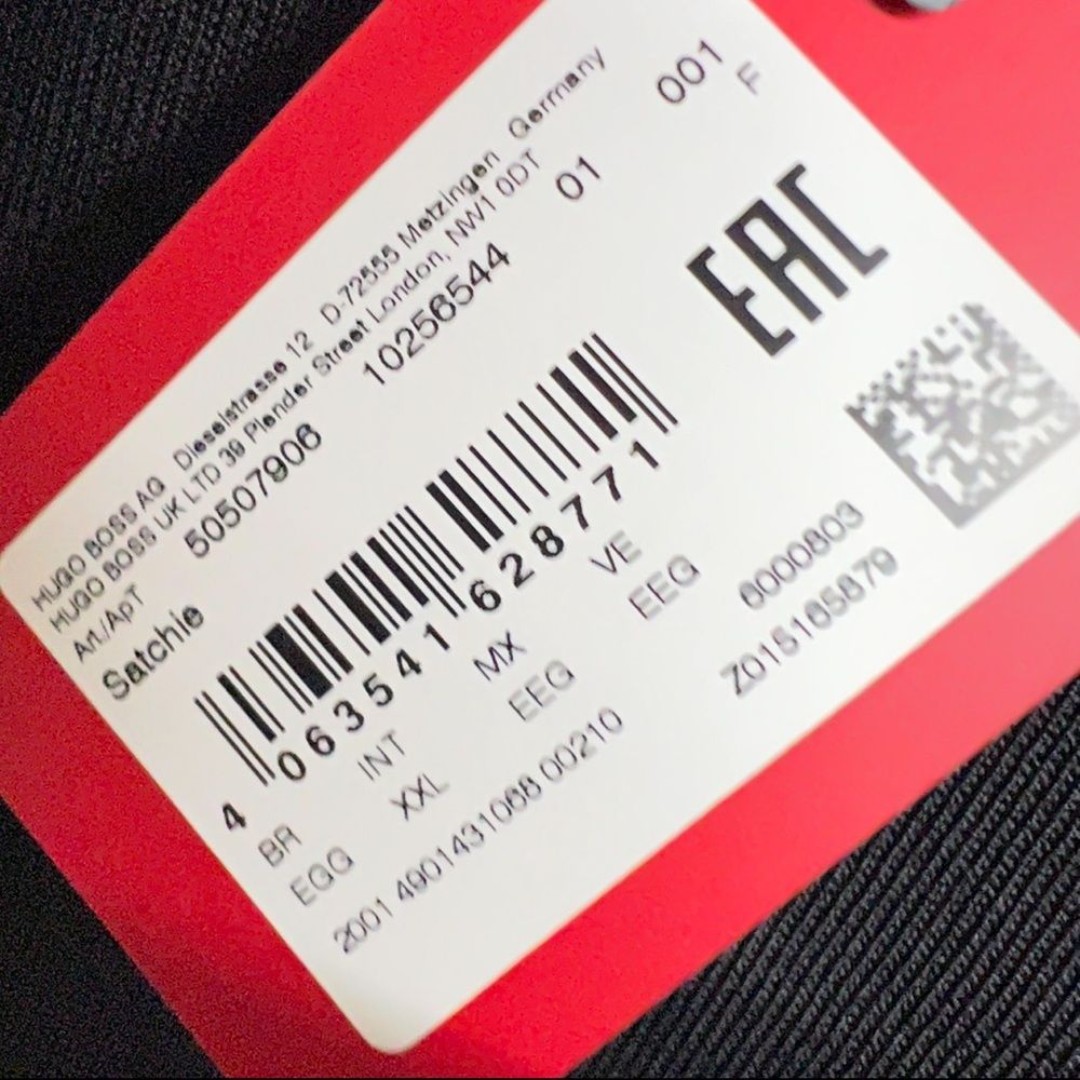 HUGO BOSS AG Dieselstrasse 12 D-72555 Metzingen Germany
HUGO BOSS UK LTD 39 Plender Street London, NW1 0DT
Art./ApT 50507906 10256544 01 001
Satchie F
EAC
4 063541 628771
BR INT MX VE
EGG XXL EEG EEG
6000803
2001 4901431068 00210 Z015165879